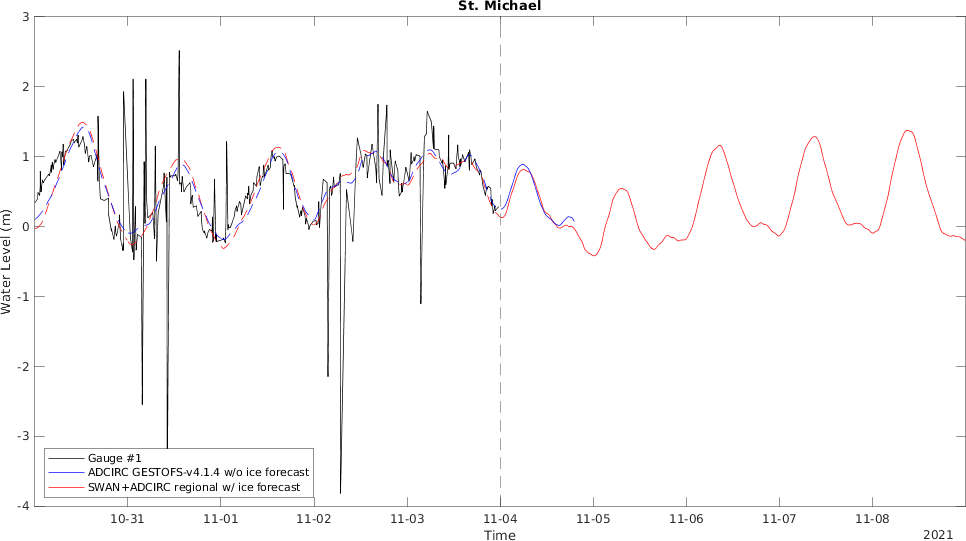 St. Michael
3
2
1
0
-1
-2
-3
-4
Water Level (m)
Gauge #1
ADCIRC GESTOFS-v4.1.4 w/o ice forecast
SWAN+ADCIRC regional w/ ice forecast
10-31 11-01 11-02 11-03 11-04 11-05 11-06 11-07 11-08
Time
2021